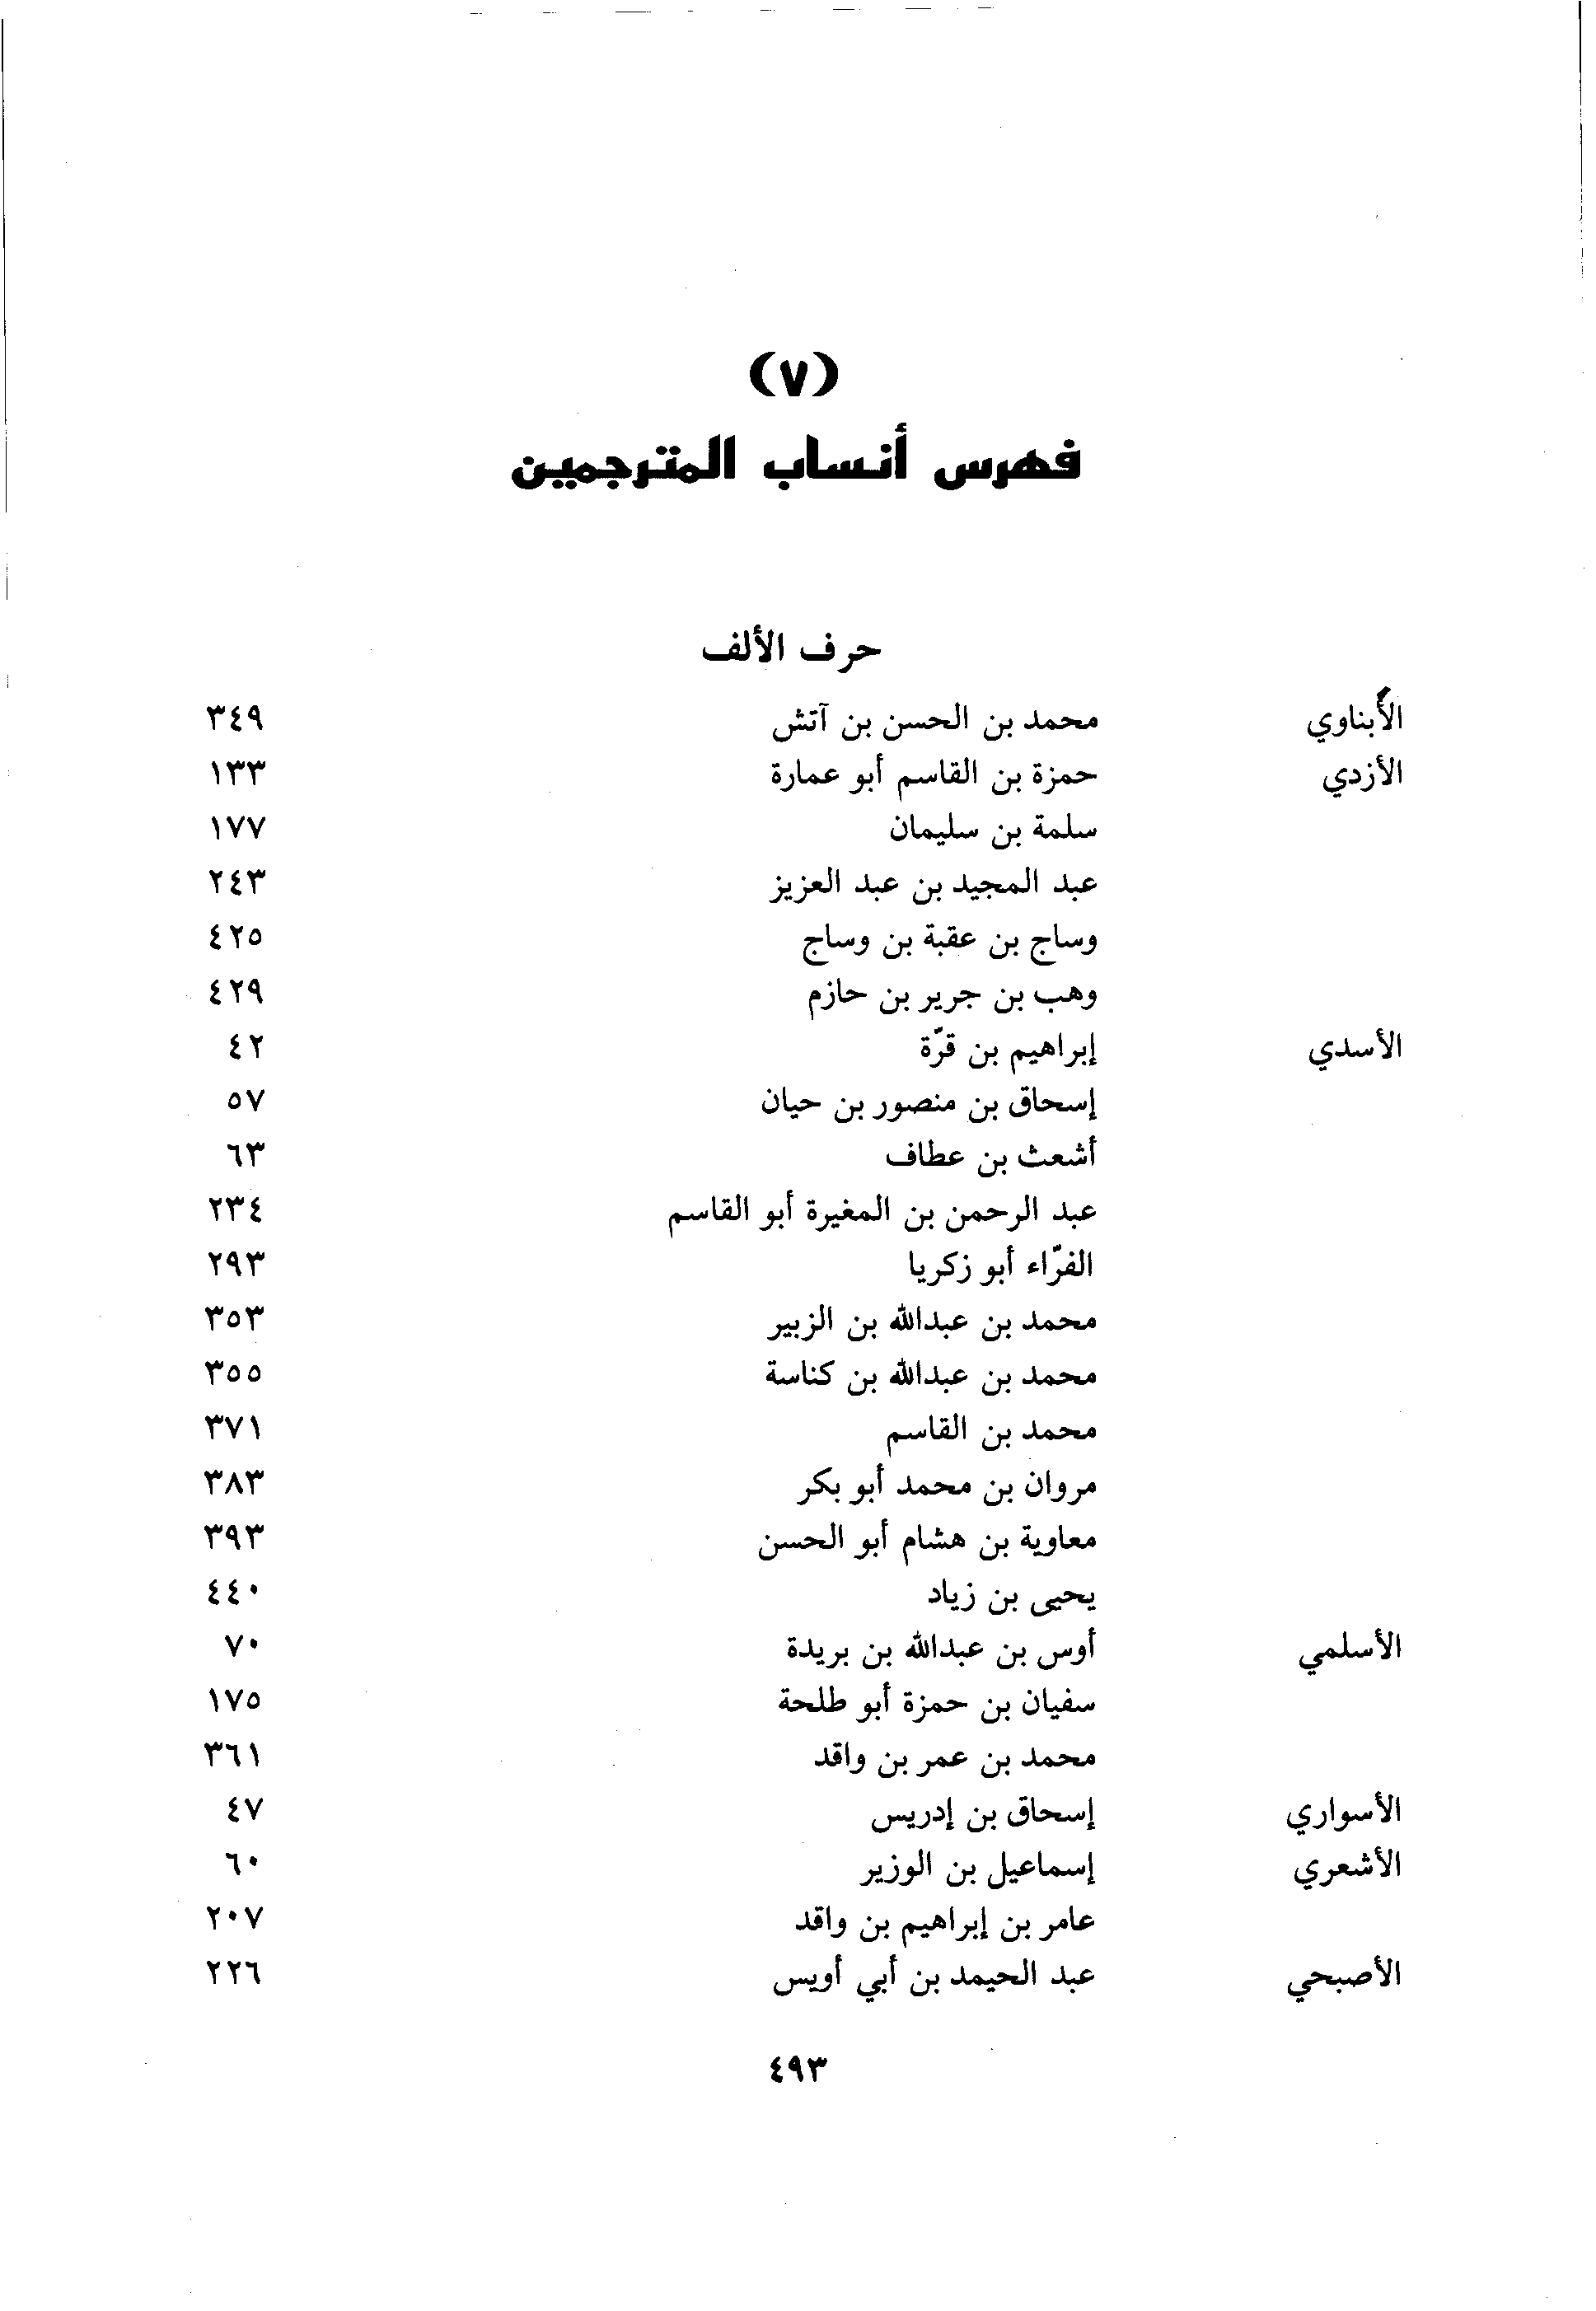 (٧)
فهرس أنساب المترجمين
حرف الألف
الأبناوي محمد بن الحسن بن آتش ٣٤٩
الأزدي حمزة بن القاسم أبو عمارة ١٣٣
سلمة بن سليمان ١٧٧
عبد المجيد بن عبد العزيز ٢٤٣
وساج بن عقبة بن وساج ٤٢٥
وهب بن جرير بن حازم ٤٢٩
الأسدي إبراهيم بن قرّة ٤٢
إسحاق بن منصور بن حيان ٥٧
أشعث بن عطاف ٦٣
عبد الرحمن بن المغيرة أبو القاسم ٢٣٤
الفرّاء أبو زكريا ٢٩٣
محمد بن عبدالله بن الزبير ٣٥٣
محمد بن عبدالله بن كناسة ٣٥٥
محمد بن القاسم ٣٧١
مروان بن محمد أبو بكر ٣٨٣
معاوية بن هشام أبو الحسن ٣٩٣
يحيى بن زياد ٤٤٠
الأسلمي أوس بن عبدالله بن بريدة ٧٠
سفيان بن حمزة أبو طلحة ١٧٥
محمد بن عمر بن واقد ٣٦١
الأسواري إسحاق بن إدريس ٤٧
الأشعري إسماعيل بن الوزير ٦٠
عامر بن إبراهيم بن واقد ٢٠٧
الأصبحي عبد الحيمد بن أبي أويس ٢٢٦
٤٩٣